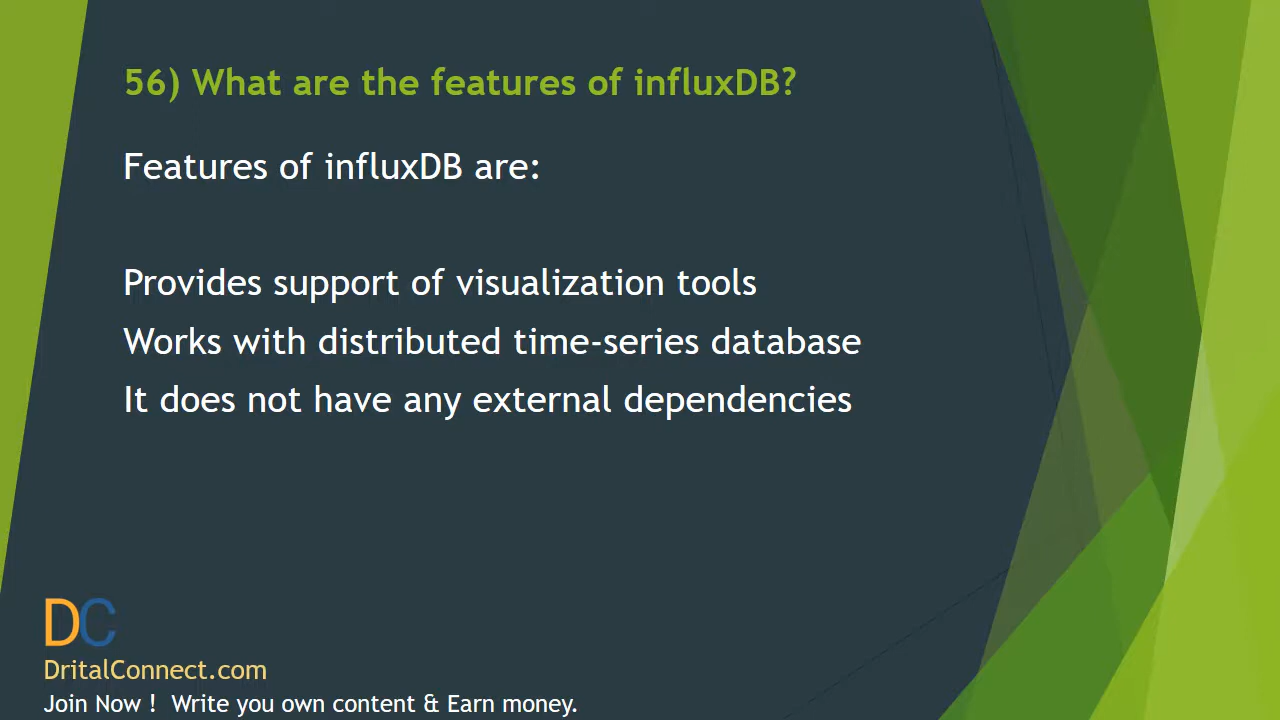 56) What are the features of influxDB?
Features of influxDB are:
Provides support of visualization tools
Works with distributed time-series database
It does not have any external dependencies
DC
DritalConnect.com
Join Now !  Write you own content & Earn money.